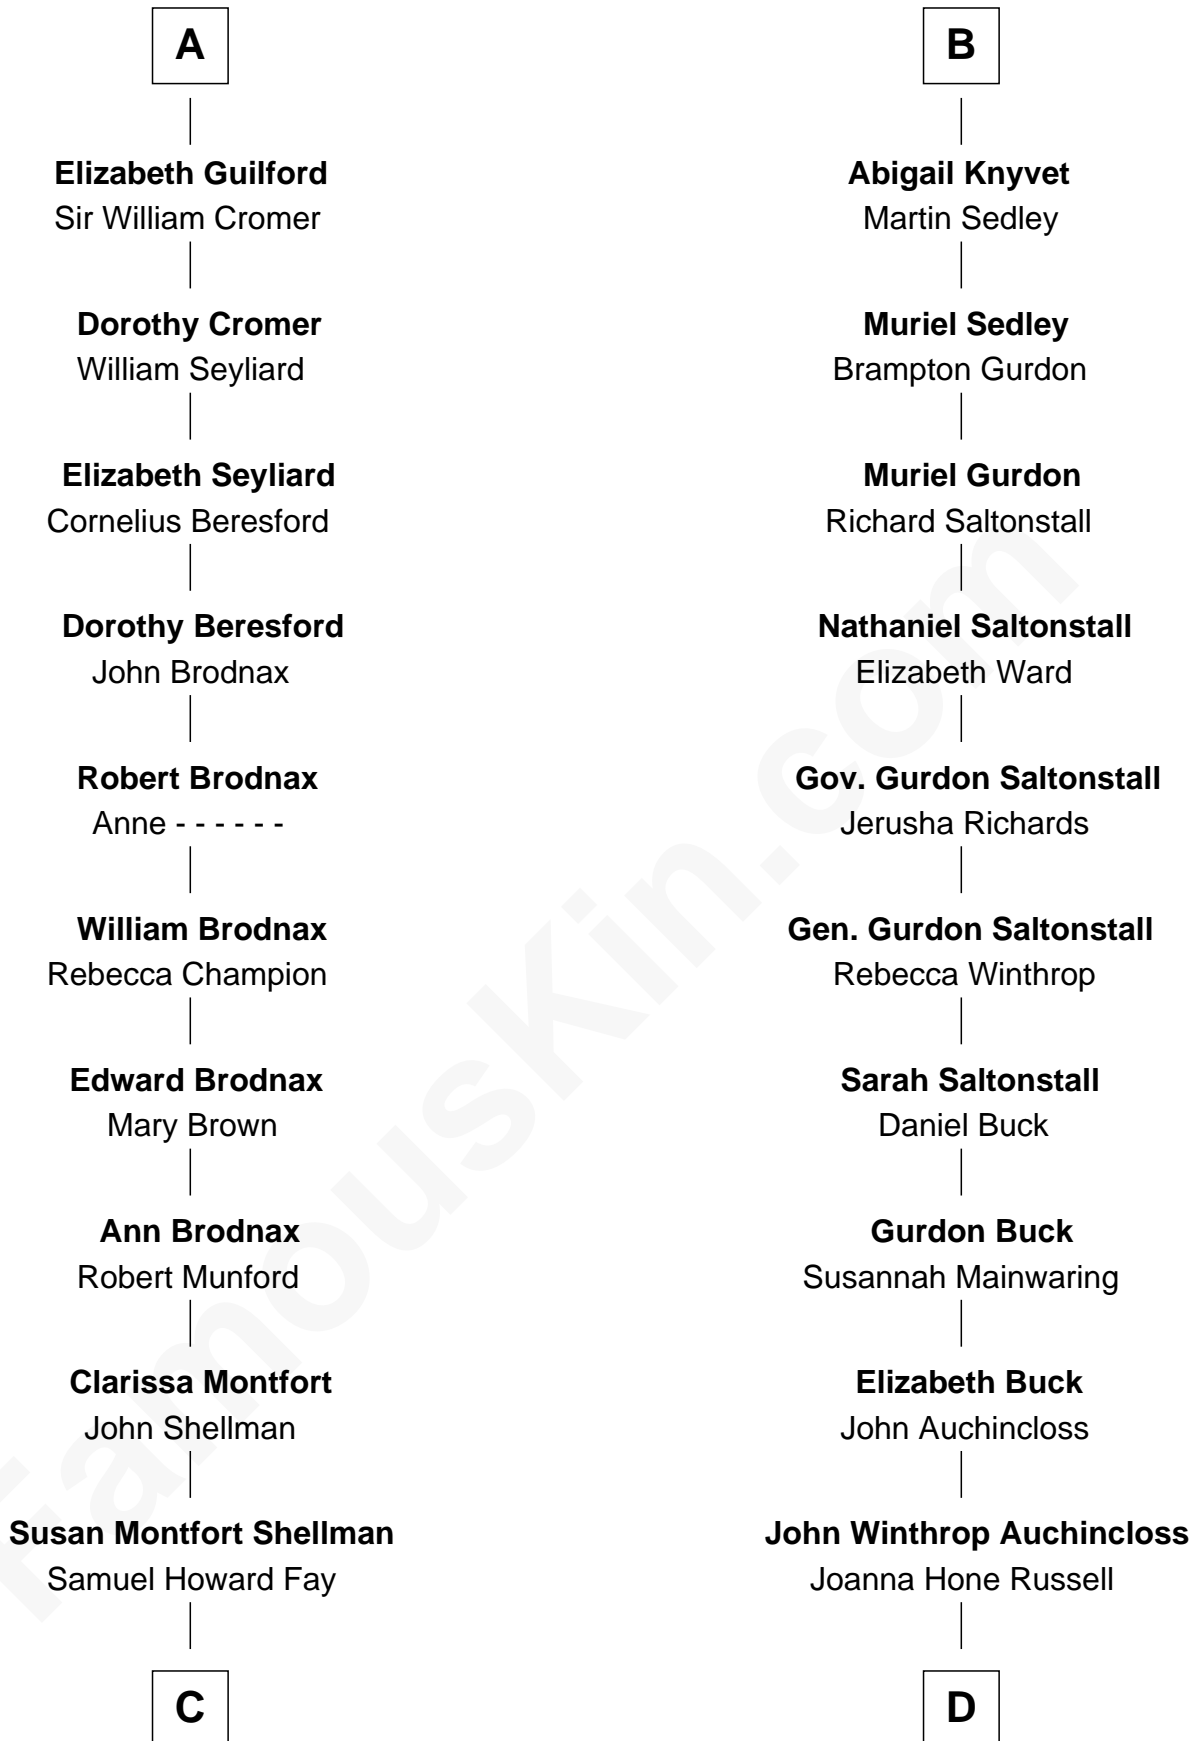 A
Elizabeth Guilford
Sir William Cromer
Dorothy Cromer
William Seyliard
Elizabeth Seyliard
Cornelius Beresford
Dorothy Beresford
John Brodnax
Robert Brodnax
Anne - - - - - -
William Brodnax
Rebecca Champion
Edward Brodnax
Mary Brown
Ann Brodnax
Robert Munford
Clarissa Montfort
John Shellman
Susan Montfort Shellman
Samuel Howard Fay
C
B
Abigail Knyvet
Martin Sedley
Muriel Sedley
Brampton Gurdon
Muriel Gurdon
Richard Saltonstall
Nathaniel Saltonstall
Elizabeth Ward
Gov. Gurdon Saltonstall
Jerusha Richards
Gen. Gurdon Saltonstall
Rebecca Winthrop
Sarah Saltonstall
Daniel Buck
Gurdon Buck
Susannah Mainwaring
Elizabeth Buck
John Auchincloss
John Winthrop Auchincloss
Joanna Hone Russell
D
FamousKin.com